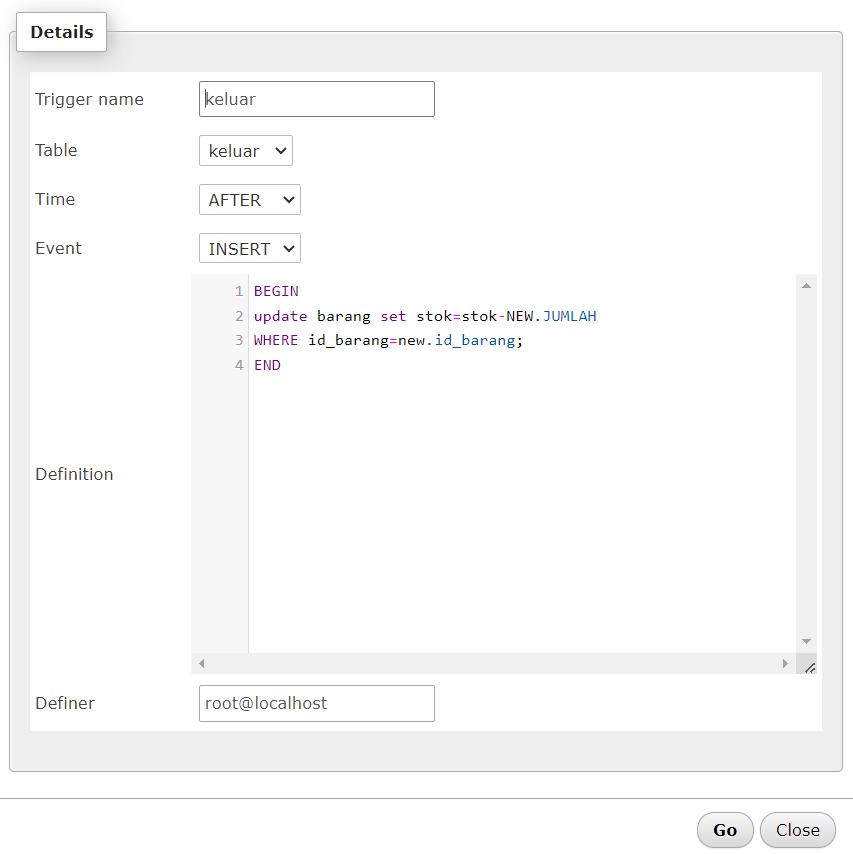 Details
Trigger name keluar
Table keluar
Time AFTER
Event INSERT
Definition
1 BEGIN
2 update barang set stok=stok-NEW.JUMLAH
3 WHERE id_barang=new.id_barang;
4 END
Definer root@localhost
Go Close